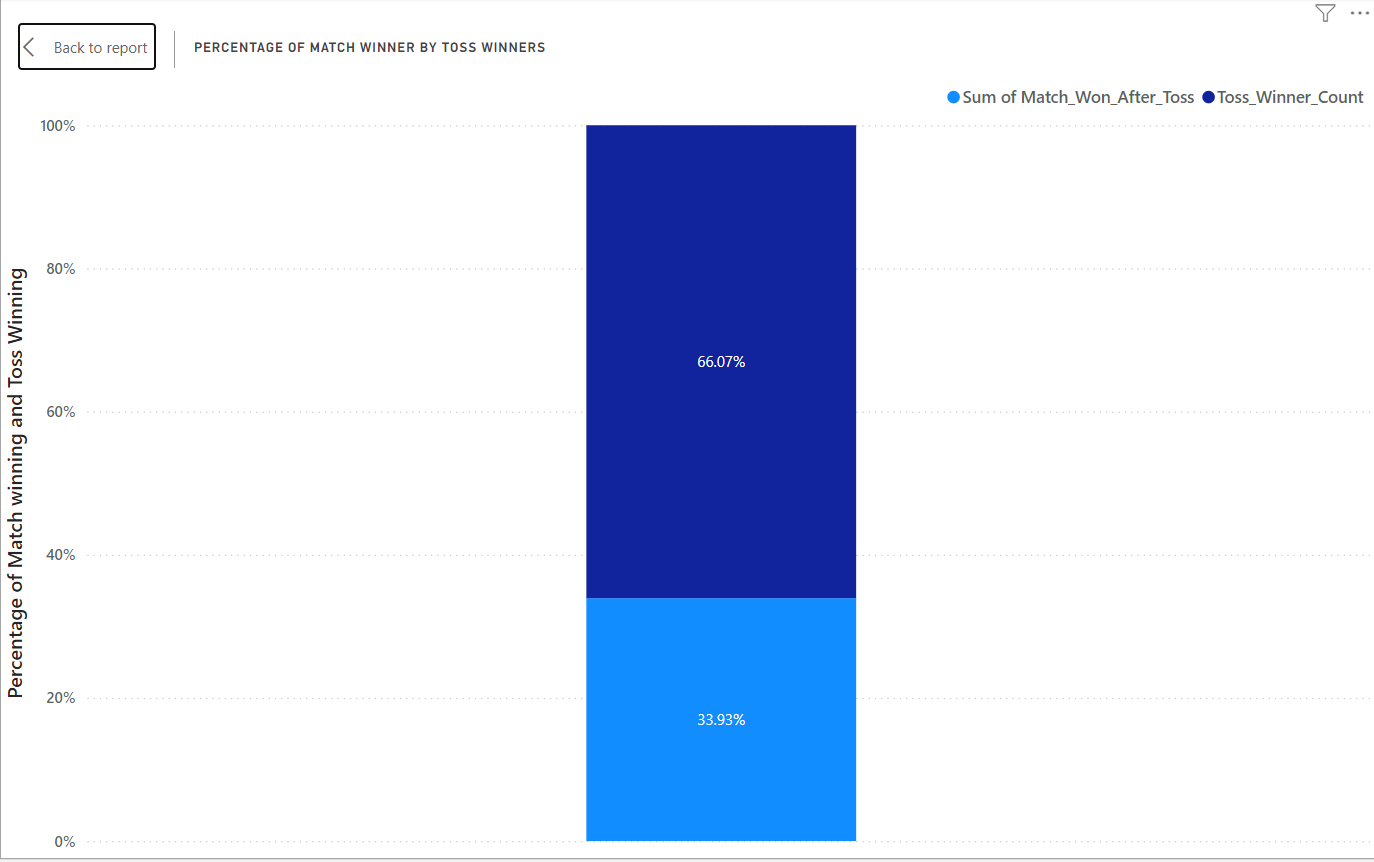 Back to report
PERCENTAGE OF MATCH WINNER BY TOSS WINNERS
Sum of Match_Won_After_Toss Toss_Winner_Count
Percentage of Match winning and Toss Winning
100%
80%
60%
40%
20%
0%
66.07%
33.93%